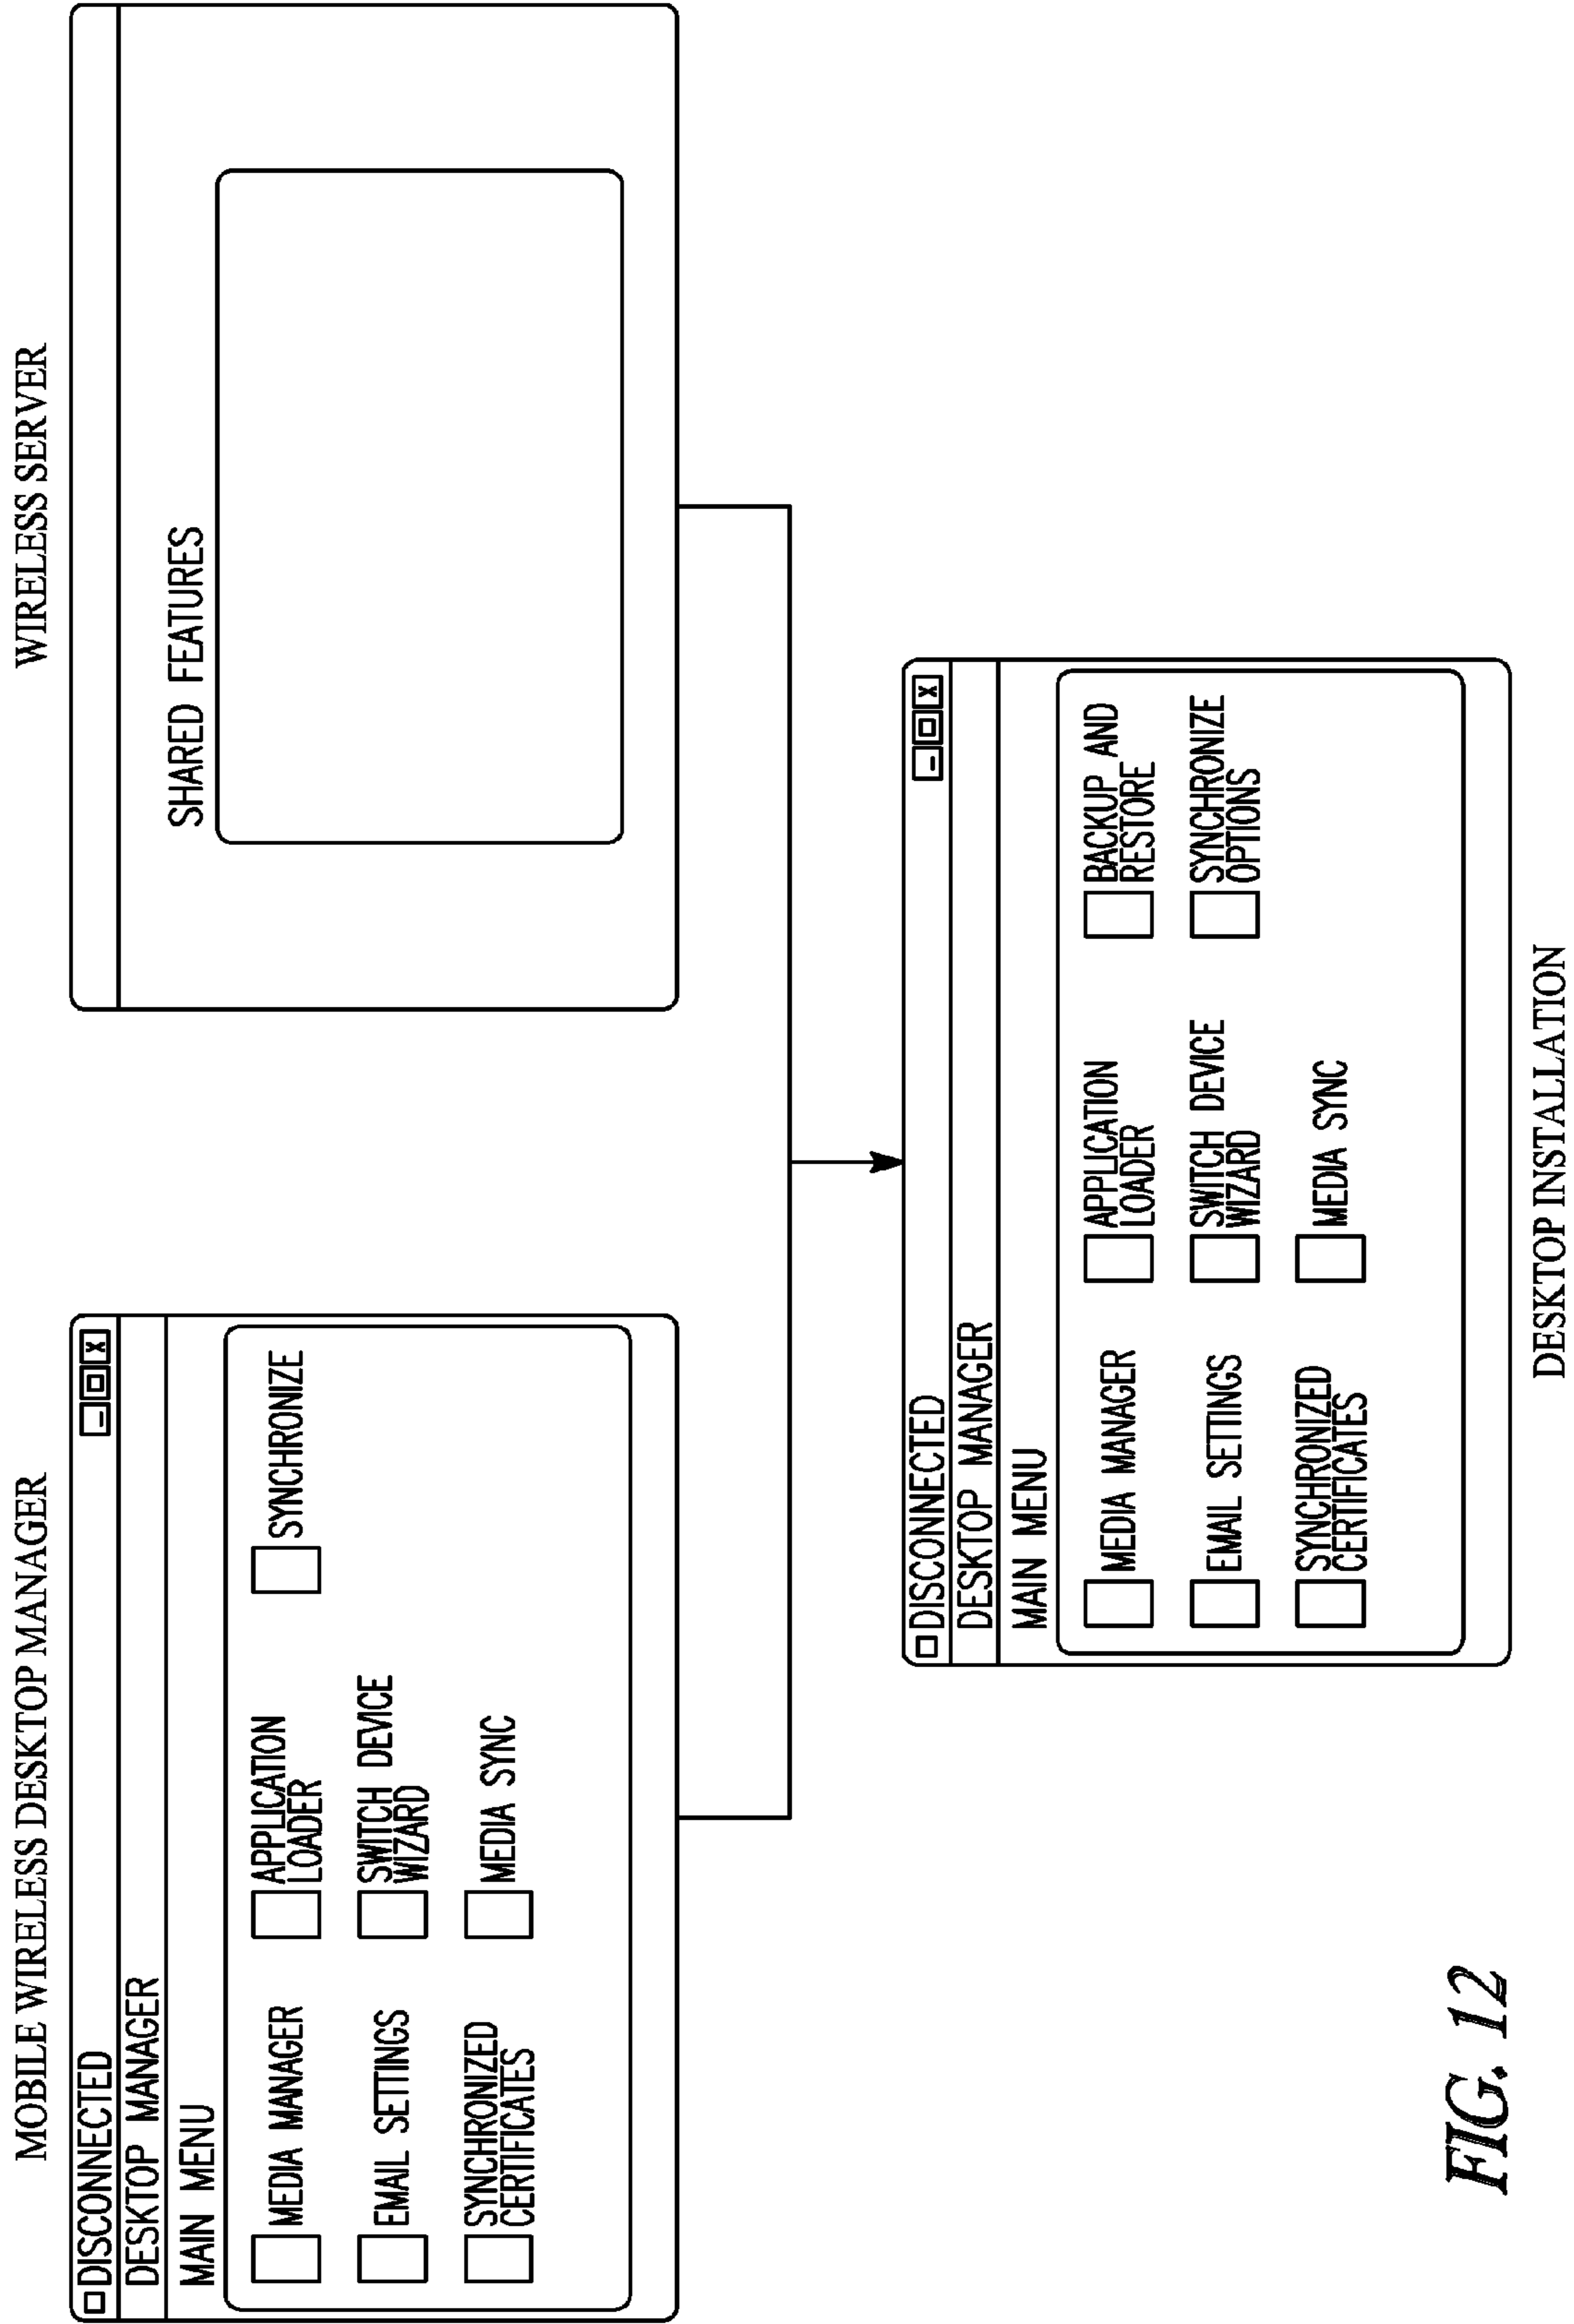 MOBILE WIRELESS DESKTOP MANAGER
DISCONNECTED
X
DESKTOP MANAGER
MAIN MENU
MEDIA MANAGER
APPLICATION
LOADER
SYNCHRONIZE
EMAIL SETTINGS
SWITCH DEVICE
WIZARD
SYNCHRONIZED
CERTIFICATES
MEDIA SYNC
WIRELESS SERVER
SHARED FEATURES
DISCONNECTED
X
DESKTOP MANAGER
MAIN MENU
MEDIA MANAGER
APPLICATION
LOADER
BACKUP AND
RESTORE
EMAIL SETTINGS
SWITCH DEVICE
WIZARD
SYNCHRONIZE
OPTIONS
SYNCHRONIZED
CERTIFICATES
MEDIA SYNC
DESKTOP INSTALLATION
FIG. 12